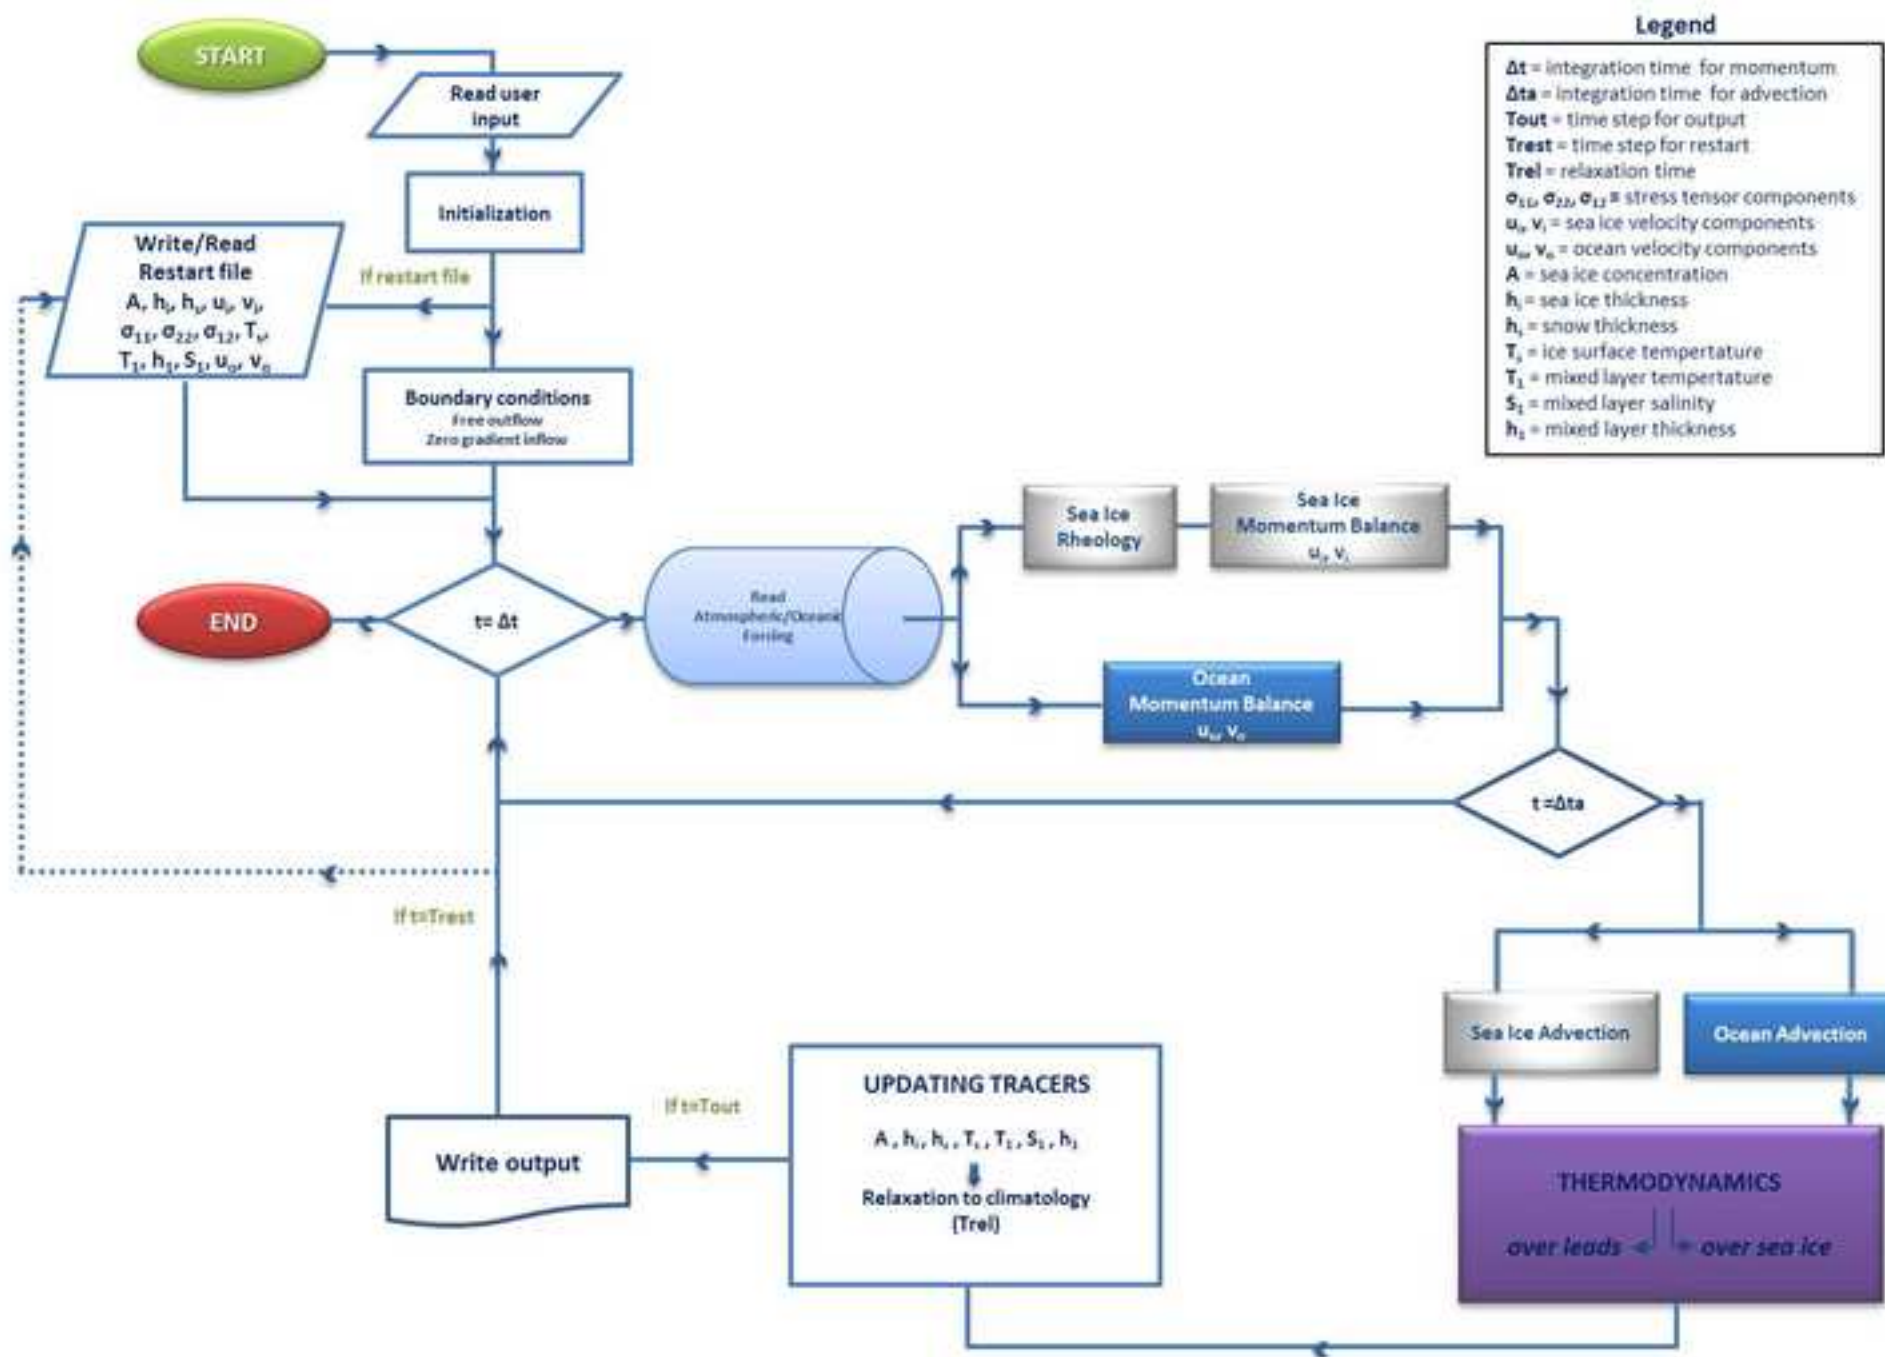 START
Read user
input
Initialization
Write/Read
Restart file
A, hᵢ, hₛ, uᵢ, vᵢ,
σ₁₁, σ₂₂, σ₁₂, Tₛ,
T₁, h₁, S₁, uₒ, vₒ
If restart file
Boundary conditions
Free outflow
Zero gradient inflow
END
t= Δt
Read
Atmospheric/Oceanic
Forcing
Sea Ice
Rheology
Sea Ice
Momentum Balance
uᵢ, vᵢ
Ocean
Momentum Balance
uₒ, vₒ
t =Δta
If t=Trest
Sea Ice Advection
Ocean Advection
THERMODYNAMICS
over leads
over sea ice
UPDATING TRACERS
A , hᵢ, hₛ , Tₛ , T₁ , S₁ , h₁
Relaxation to climatology
(Trel)
If t=Tout
Write output
Legend
Δt = integration time for momentum
Δta = integration time for advection
Tout = time step for output
Trest = time step for restart
Trel = relaxation time
σ₁₁, σ₂₂, σ₁₂ = stress tensor components
uᵢ, vᵢ = sea ice velocity components
uₒ, vₒ = ocean velocity components
A = sea ice concentration
hᵢ = sea ice thickness
hₛ = snow thickness
Tₛ = ice surface tempertature
T₁ = mixed layer tempertature
S₁ = mixed layer salinity
h₁ = mixed layer thickness